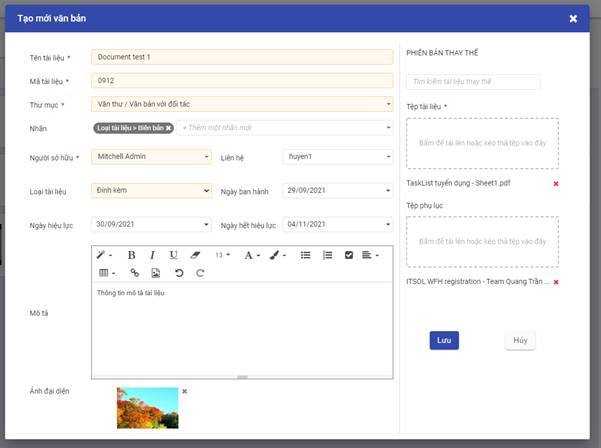 Tạo mới văn bản ×
Tên tài liệu * Document test 1
Mã tài liệu * 0912
Thư mục * Văn thư / Văn bản với đối tác
Nhãn Loại tài liệu > Biên bản × + Thêm một nhãn mới
Người sở hữu * Mitchell Admin Liên hệ huyen1
Loại tài liệu Đính kèm Ngày ban hành 29/09/2021
Ngày hiệu lực 30/09/2021 Ngày hết hiệu lực 04/11/2021
B I U 13 A
Mô tả
Thông tin mô tả tài liệu
Ảnh đại diện
PHIÊN BẢN THAY THẾ
Tìm kiếm tài liệu thay thế
Tệp tài liệu *
Bấm để tải lên hoặc kéo thả tệp vào đây
TaskList tuyển dụng - Sheet1.pdf
Tệp phụ lục
Bấm để tải lên hoặc kéo thả tệp vào đây
ITSOL WFH registration - Team Quang Trần ...
Lưu Hủy